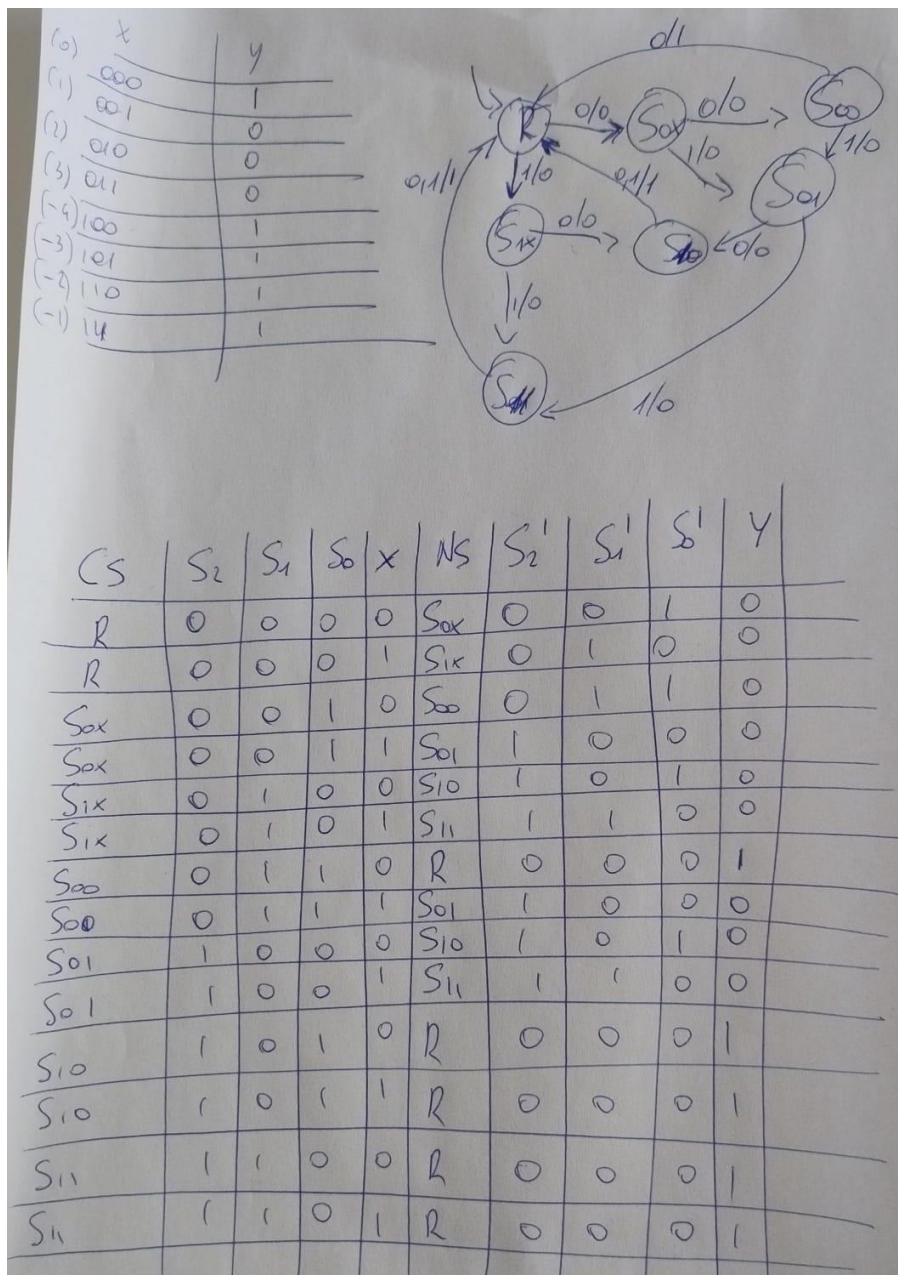 X | Y
(0) 000 | 1
(1) 001 | 0
(2) 010 | 0
(3) 011 | 0
(-4) 100 | 1
(-3) 101 | 1
(-2) 110 | 1
(-1) 111 | 1
0/1
R 0/0 S0X 0/0 S00
1/0 1/0 1/0
0,1/1 0,1/1 S01
S1X 0/0 S10 0/0
1/0
S11 1/0
CS | S2 | S1 | S0 | X | NS | S2' | S1' | S0' | Y
R | 0 | 0 | 0 | 0 | S0X | 0 | 0 | 1 | 0
R | 0 | 0 | 0 | 1 | S1X | 0 | 1 | 0 | 0
S0X | 0 | 0 | 1 | 0 | S00 | 0 | 1 | 1 | 0
S0X | 0 | 0 | 1 | 1 | S01 | 1 | 0 | 0 | 0
S1X | 0 | 1 | 0 | 0 | S10 | 1 | 0 | 1 | 0
S1X | 0 | 1 | 0 | 1 | S11 | 1 | 1 | 0 | 0
S00 | 0 | 1 | 1 | 0 | R | 0 | 0 | 0 | 1
S00 | 0 | 1 | 1 | 1 | S01 | 1 | 0 | 0 | 0
S01 | 1 | 0 | 0 | 0 | S10 | 1 | 0 | 1 | 0
S01 | 1 | 0 | 0 | 1 | S11 | 1 | 1 | 0 | 0
S10 | 1 | 0 | 1 | 0 | R | 0 | 0 | 0 | 1
S10 | 1 | 0 | 1 | 1 | R | 0 | 0 | 0 | 1
S11 | 1 | 1 | 0 | 0 | R | 0 | 0 | 0 | 1
S11 | 1 | 1 | 0 | 1 | R | 0 | 0 | 0 | 1